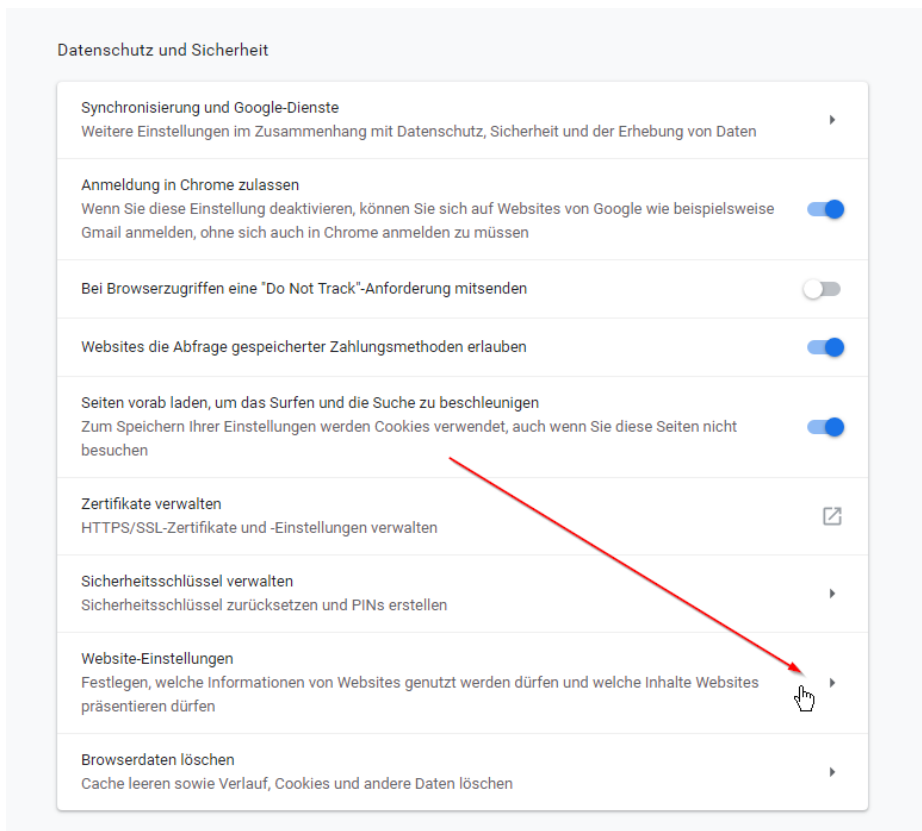 Datenschutz und Sicherheit
Synchronisierung und Google-Dienste
Weitere Einstellungen im Zusammenhang mit Datenschutz, Sicherheit und der Erhebung von Daten
Anmeldung in Chrome zulassen
Wenn Sie diese Einstellung deaktivieren, können Sie sich auf Websites von Google wie beispielsweise
Gmail anmelden, ohne sich auch in Chrome anmelden zu müssen
Bei Browserzugriffen eine "Do Not Track"-Anforderung mitsenden
Websites die Abfrage gespeicherter Zahlungsmethoden erlauben
Seiten vorab laden, um das Surfen und die Suche zu beschleunigen
Zum Speichern Ihrer Einstellungen werden Cookies verwendet, auch wenn Sie diese Seiten nicht
besuchen
Zertifikate verwalten
HTTPS/SSL-Zertifikate und -Einstellungen verwalten
Sicherheitsschlüssel verwalten
Sicherheitsschlüssel zurücksetzen und PINs erstellen
Website-Einstellungen
Festlegen, welche Informationen von Websites genutzt werden dürfen und welche Inhalte Websites
präsentieren dürfen
Browserdaten löschen
Cache leeren sowie Verlauf, Cookies und andere Daten löschen